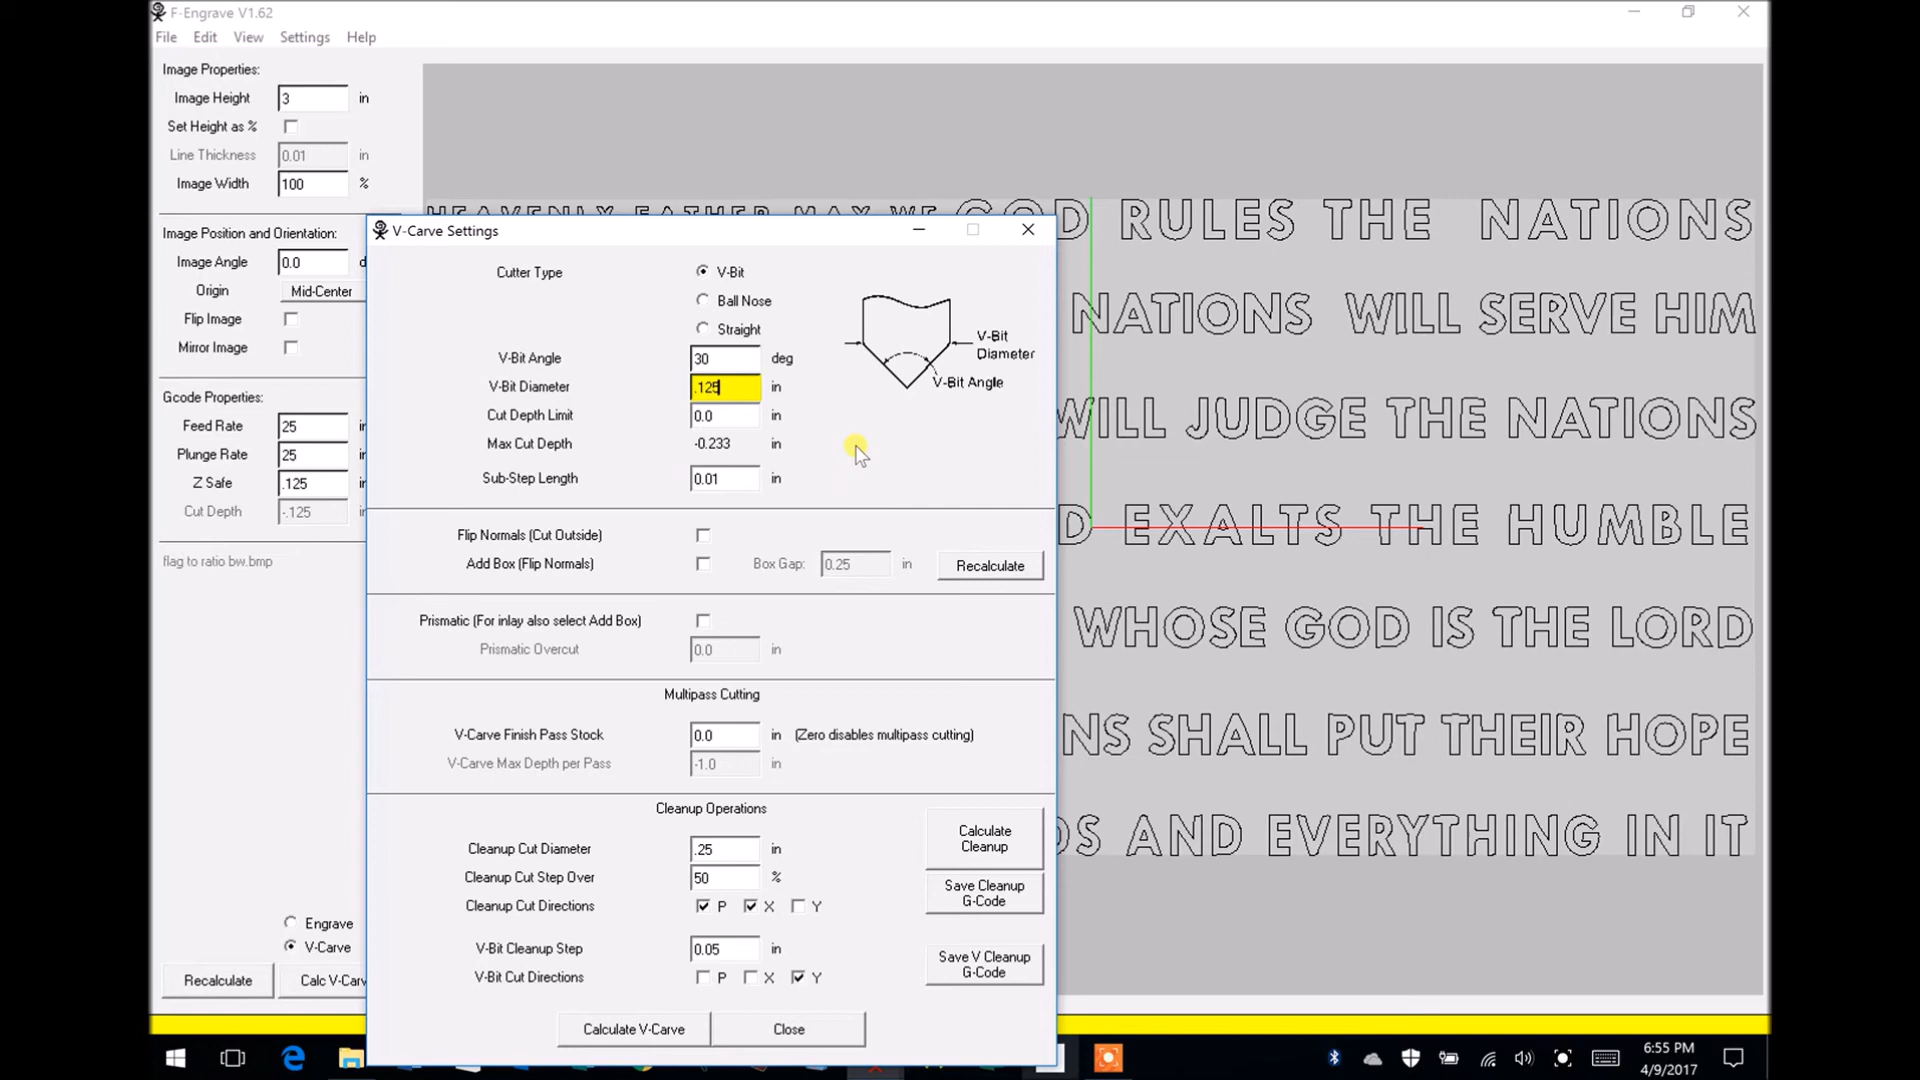 F-Engrave V1.62
File Edit View Settings Help
Image Properties:
Image Height 3 in
Set Height as %
Line Thickness 0.01 in
Image Width 100 %
Image Position and Orientation:
Image Angle 0.0
Origin Mid-Center
Flip Image
Mirror Image
Gcode Properties:
Feed Rate 25
Plunge Rate 25
Z Safe .125
Cut Depth -.125
flag to ratio bw.bmp
Engrave
V-Carve
Recalculate Calc V-Carv
V-Carve Settings
Cutter Type V-Bit
Ball Nose
Straight
V-Bit Angle 30 deg
V-Bit Diameter .125 in
Cut Depth Limit 0.0 in
Max Cut Depth -0.233 in
Sub-Step Length 0.01 in
V-Bit
Diameter
V-Bit Angle
Flip Normals (Cut Outside)
Add Box (Flip Normals) Box Gap: 0.25 in Recalculate
Prismatic (For inlay also select Add Box)
Prismatic Overcut 0.0 in
Multipass Cutting
V-Carve Finish Pass Stock 0.0 in (Zero disables multipass cutting)
V-Carve Max Depth per Pass -1.0 in
Cleanup Operations
Cleanup Cut Diameter .25 in
Cleanup Cut Step Over 50 %
Cleanup Cut Directions P X Y
Calculate
Cleanup
Save Cleanup
G-Code
V-Bit Cleanup Step 0.05 in
V-Bit Cut Directions P X Y
Save V Cleanup
G-Code
Calculate V-Carve Close
HEAVENLY FATHER MAY WE GOD RULES THE NATIONS
NATIONS WILL SERVE HIM
WILL JUDGE THE NATIONS
D EXALTS THE HUMBLE
WHOSE GOD IS THE LORD
NS SHALL PUT THEIR HOPE
DS AND EVERYTHING IN IT
6:55 PM
4/9/2017